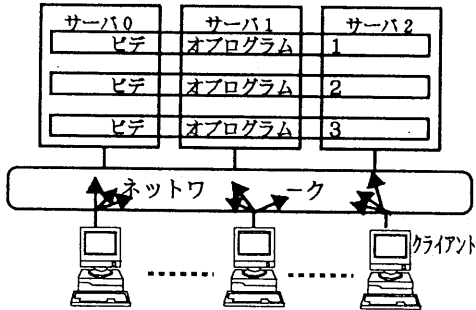 サーバ0 サーバ1 サーバ2
ビデオプログラム1
ビデオプログラム2
ビデオプログラム3
ネットワーク
クライアント